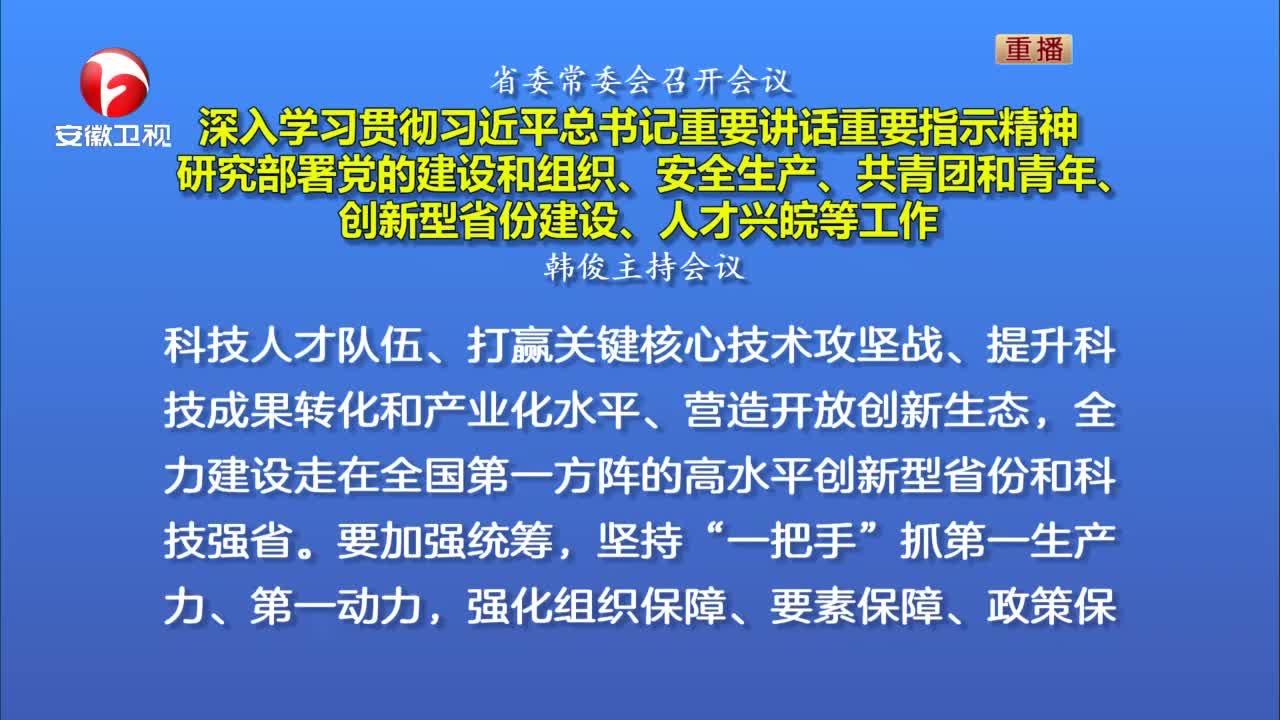 重播
省委常委会召开会议
安徽卫视
深入学习贯彻习近平总书记重要讲话重要指示精神
研究部署党的建设和组织、安全生产、共青团和青年、
创新型省份建设、人才兴皖等工作
韩俊主持会议
科技人才队伍、打赢关键核心技术攻坚战、提升科
技成果转化和产业化水平、营造开放创新生态，全
力建设走在全国第一方阵的高水平创新型省份和科
技强省。要加强统筹，坚持“一把手”抓第一生产
力、第一动力，强化组织保障、要素保障、政策保